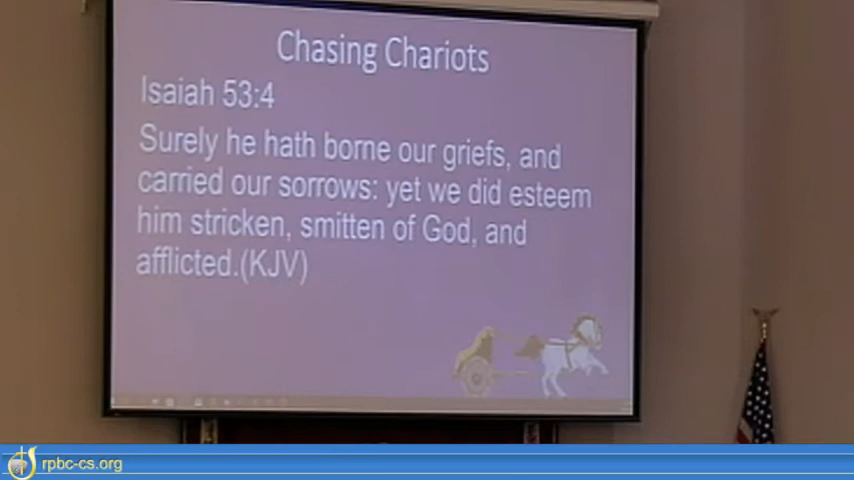 Chasing Chariots
Isaiah 53:4
Surely he hath borne our griefs, and
carried our sorrows: yet we did esteem
him stricken, smitten of God, and
afflicted.(KJV)
rpbc-cs.org